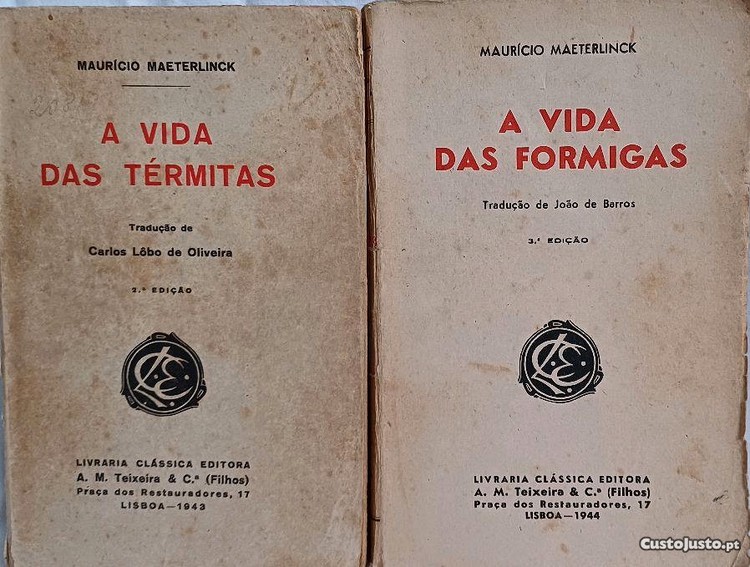 MAURÍCIO MAETERLINCK
A VIDA
DAS TÉRMITAS
Tradução de
Carlos Lôbo de Oliveira
2.ª EDIÇÃO
LCE
LIVRARIA CLÁSSICA EDITORA
A. M. Teixeira & C.ª (Filhos)
Praça dos Restauradores, 17
LISBOA—1943
MAURÍCIO MAETERLINCK
A VIDA
DAS FORMIGAS
Tradução de João de Barros
3.ª EDIÇÃO
LCE
LIVRARIA CLÁSSICA EDITORA
A. M. Teixeira & C.ª (Filhos)
Praça dos Restauradores, 17
LISBOA—1944
CustoJusto.pt